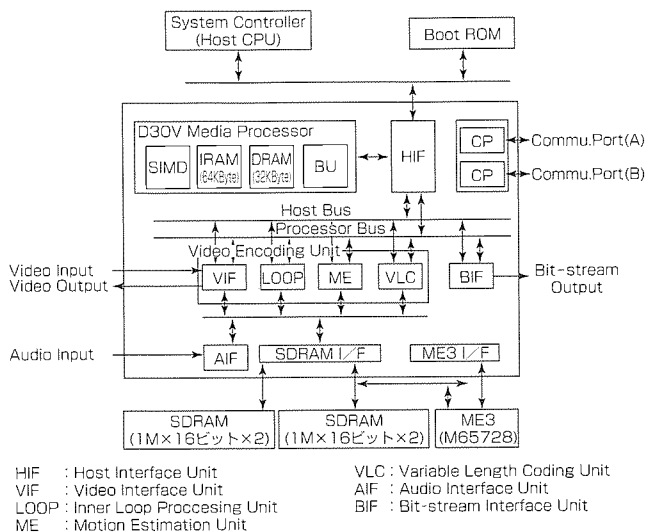 System Controller
(Host CPU)
Boot ROM
D30V Media Processor
SIMD
IRAM
(64KByte)
DRAM
(32KByte)
BU
HIF
CP
Commu.Port(A)
CP
Commu.Port(B)
Host Bus
Processor Bus
Video Encoding Unit
Video Input
Video Output
VIF
LOOP
ME
VLC
BIF
Bit-stream
Output
Audio Input
AIF
SDRAM I/F
ME3 I/F
SDRAM
(1M×16ビット×2)
SDRAM
(1M×16ビット×2)
ME3
(M65728)
HIF : Host Interface Unit
VIF : Video Interface Unit
LOOP : Inner Loop Proccesing Unit
ME : Motion Estimation Unit
VLC : Variable Length Coding Unit
AIF : Audio Interface Unit
BIF : Bit-stream Interface Unit